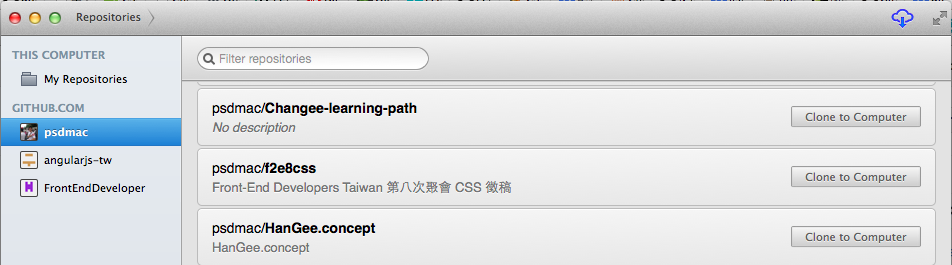 Repositories
THIS COMPUTER
My Repositories
GITHUB.COM
psdmac
angularjs-tw
FrontEndDeveloper
Filter repositories
psdmac/Changee-learning-path
No description
Clone to Computer
psdmac/f2e8css
Front-End Developers Taiwan 第八次聚會 CSS 徵稿
Clone to Computer
psdmac/HanGee.concept
HanGee.concept
Clone to Computer